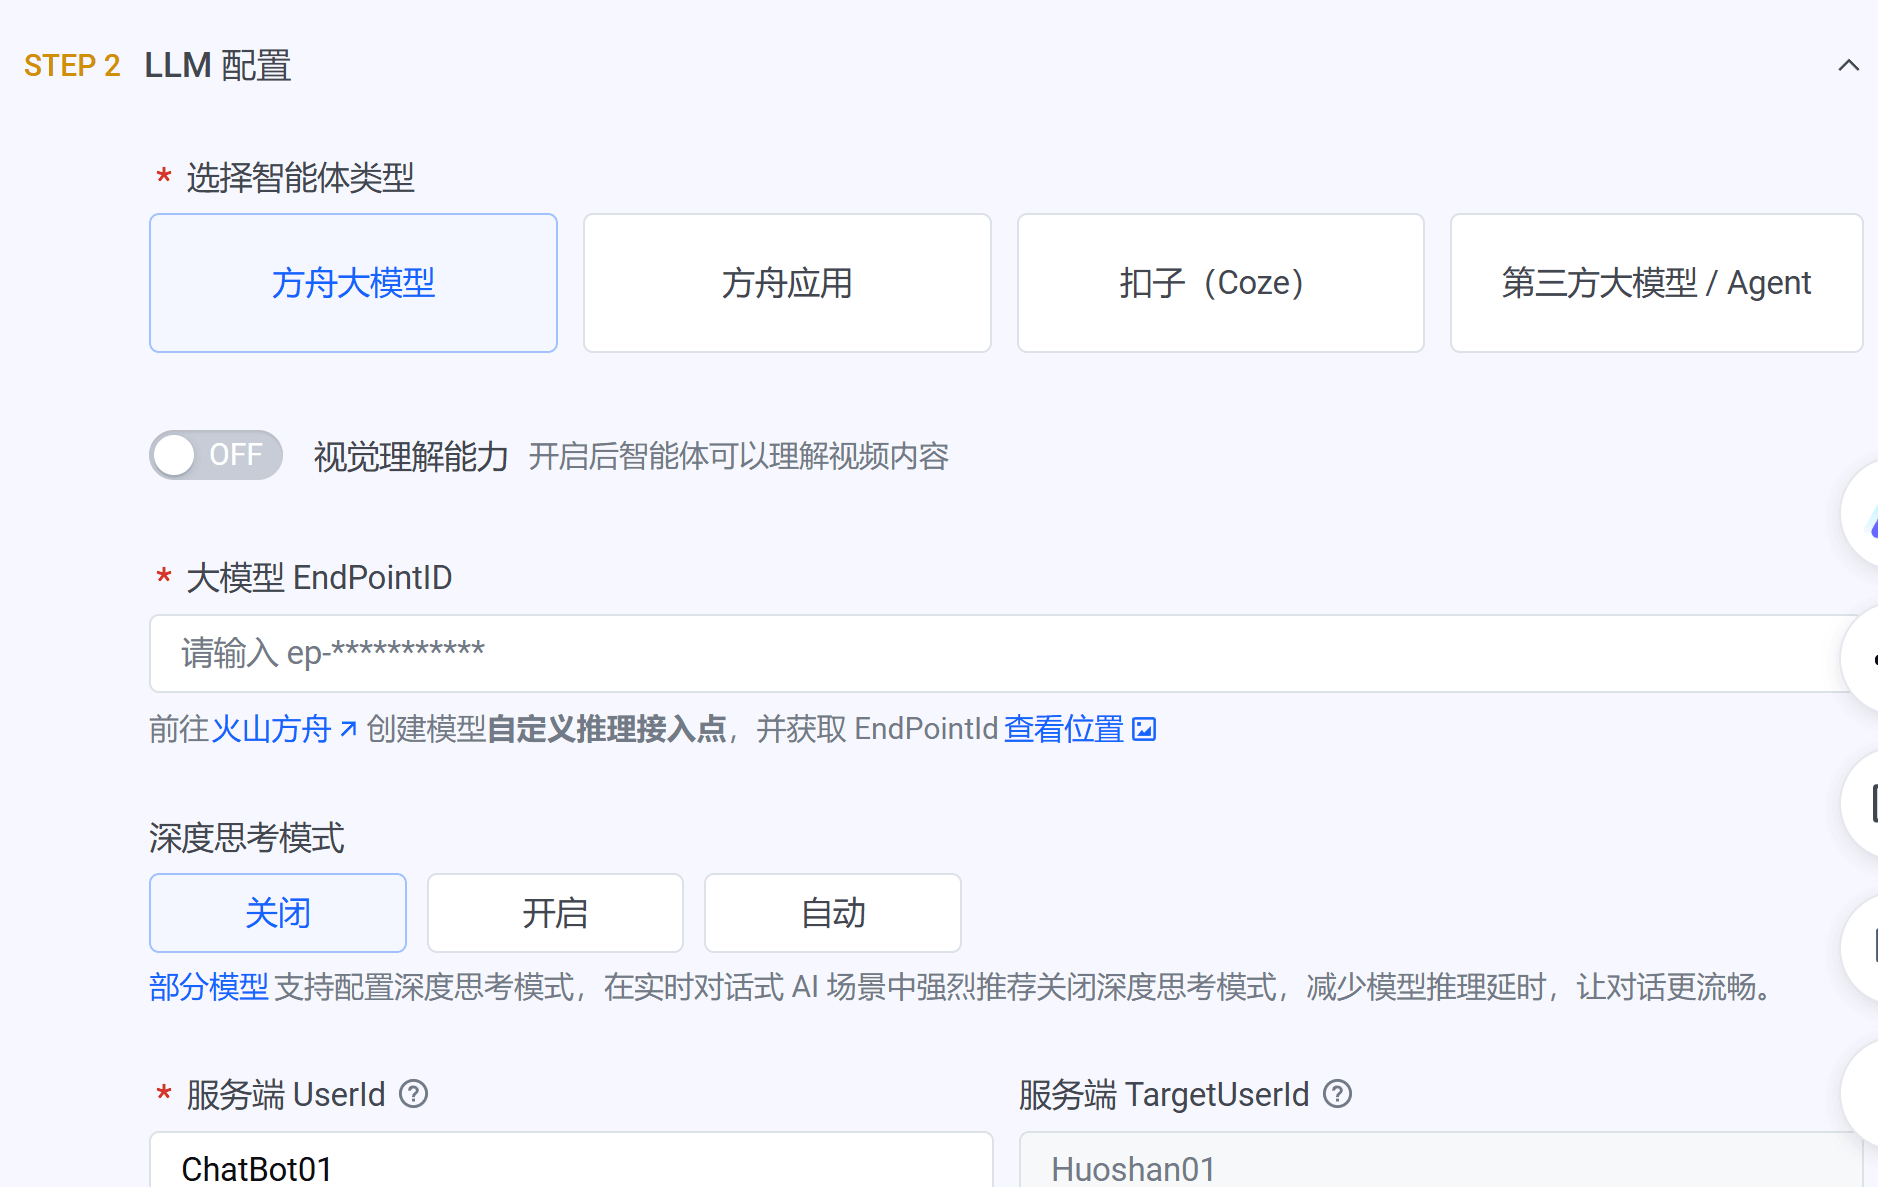 STEP 2 LLM 配置
* 选择智能体类型
方舟大模型
方舟应用
扣子（Coze）
第三方大模型 / Agent
OFF 视觉理解能力 开启后智能体可以理解视频内容
* 大模型 EndPointID
请输入 ep-***********
前往火山方舟 创建模型自定义推理接入点，并获取 EndPointId 查看位置
深度思考模式
关闭
开启
自动
部分模型 支持配置深度思考模式，在实时对话式 AI 场景中强烈推荐关闭深度思考模式，减少模型推理延时，让对话更流畅。
* 服务端 UserId ?
服务端 TargetUserId ?
ChatBot01
Huoshan01